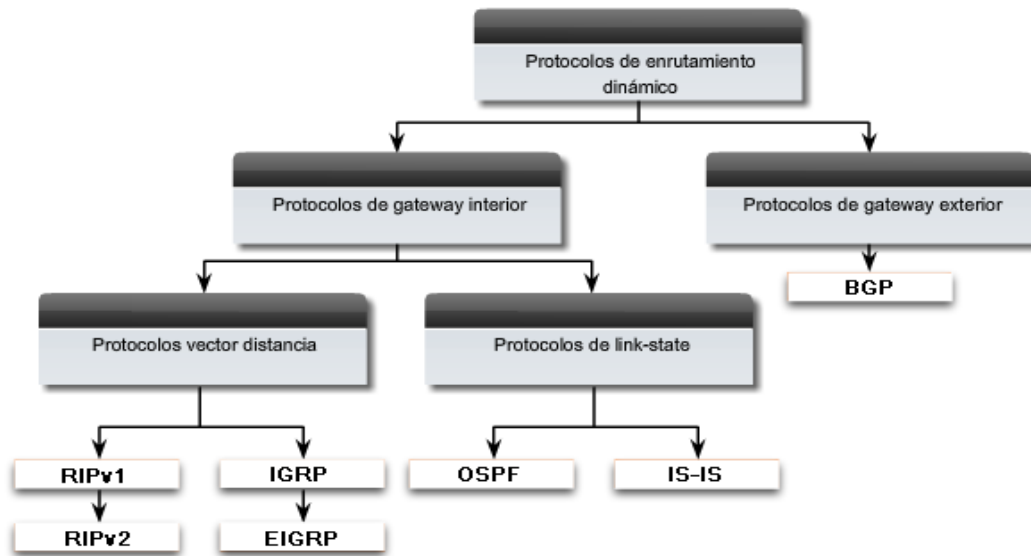 Protocolos de enrutamiento
dinámico
Protocolos de gateway interior
Protocolos de gateway exterior
BGP
Protocolos vector distancia
Protocolos de link-state
RIPv1
IGRP
OSPF
IS-IS
RIPv2
EIGRP